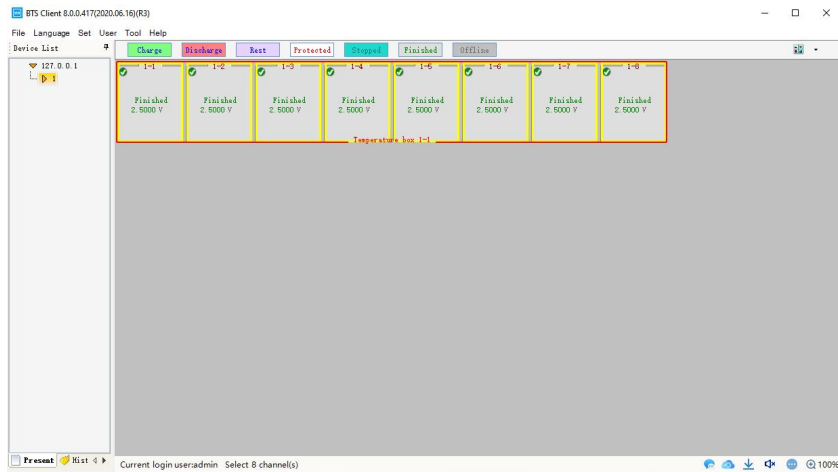 BTS Client 8.0.0.417(2020.06.16)(R3)
File Language Set User Tool Help
Device List
Charge Discharge Rest Protected Stopped Finished Offline
127.0.0.1
1
1-1 1-2 1-3 1-4 1-5 1-6 1-7 1-8
Finished Finished Finished Finished Finished Finished Finished Finished
2.5000 V 2.5000 V 2.5000 V 2.5000 V 2.5000 V 2.5000 V 2.5000 V 2.5000 V
Temperature box 1-1
Present Hist
Current login user:admin Select 8 channel(s)
100%